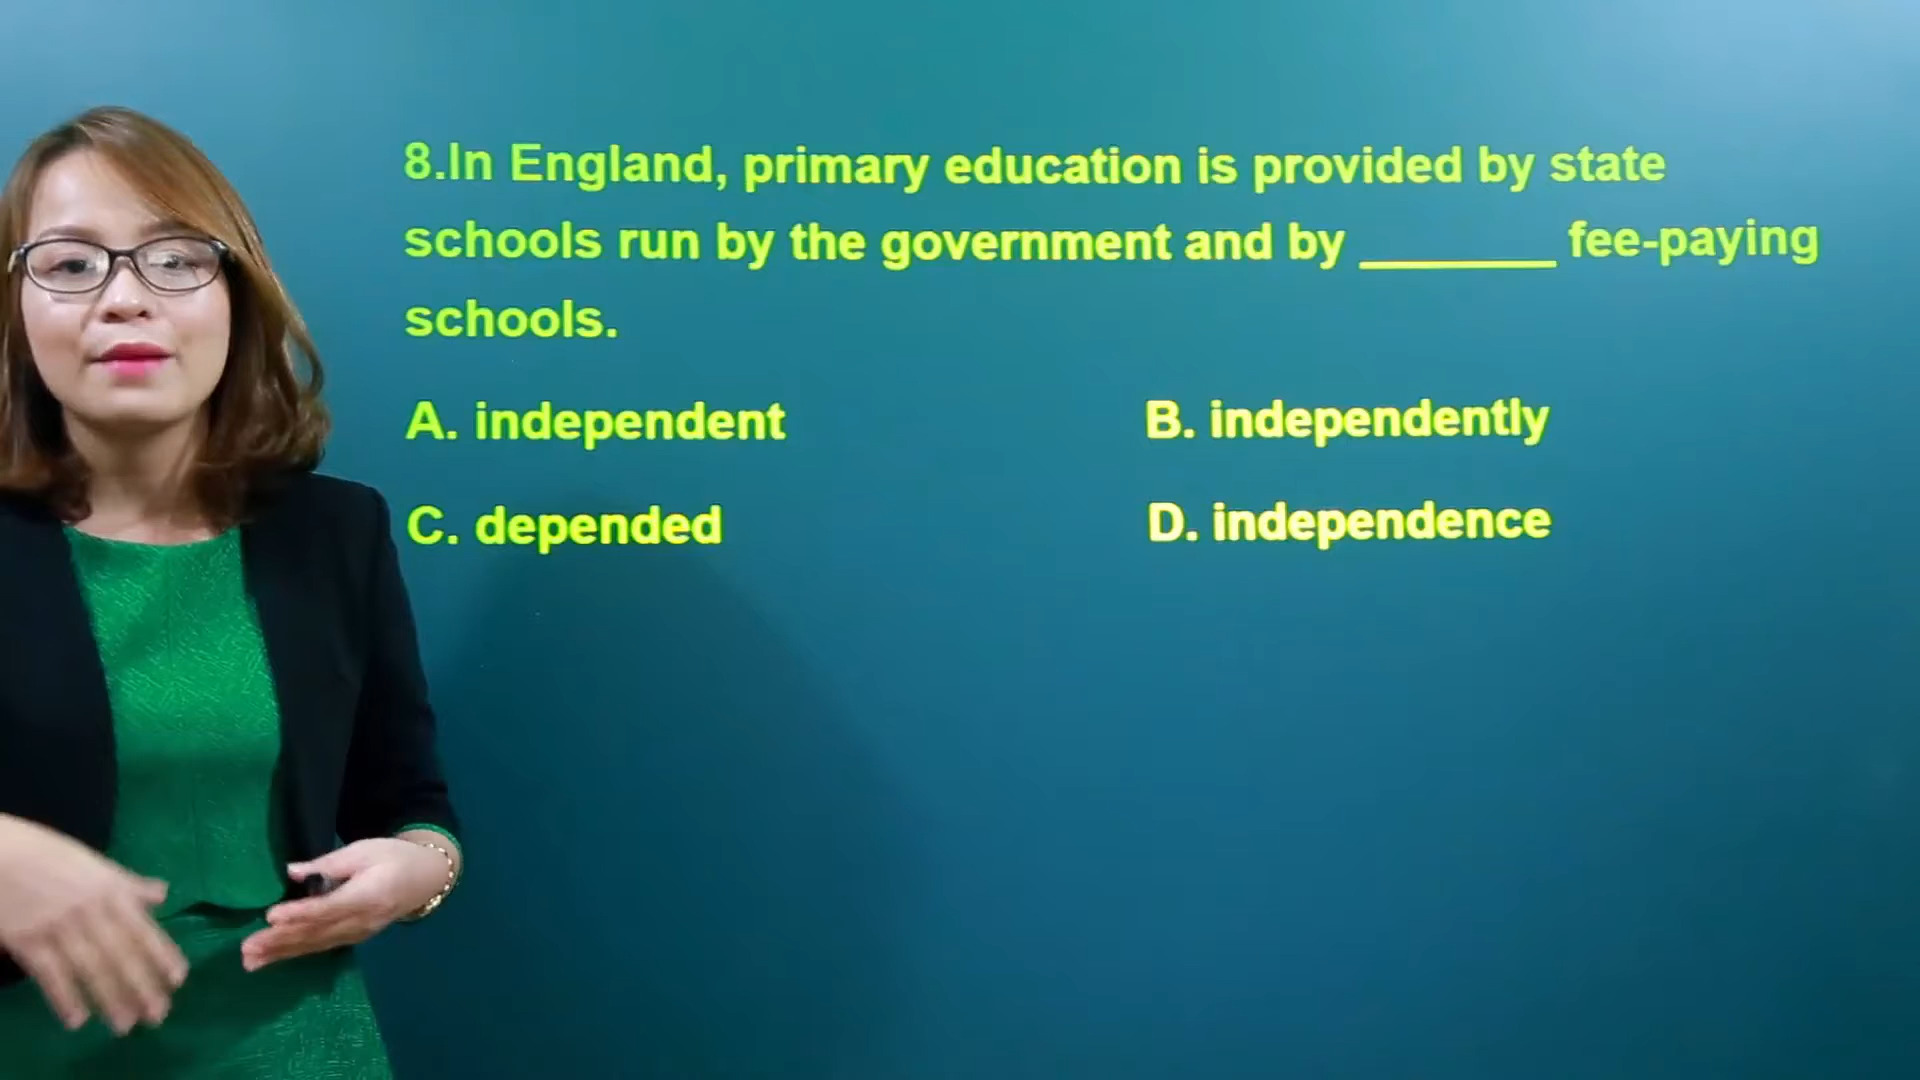 8.In England, primary education is provided by state
schools run by the government and by _______ fee-paying
schools.
A. independent
B. independently
C. depended
D. independence